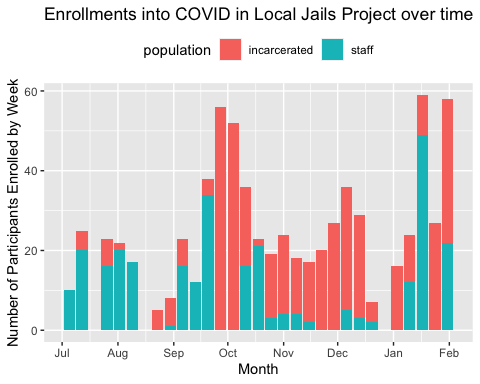 Enrollments into COVID in Local Jails Project over time
population incarcerated staff
Number of Participants Enrolled by Week
60
40
20
0
Jul Aug Sep Oct Nov Dec Jan Feb
Month